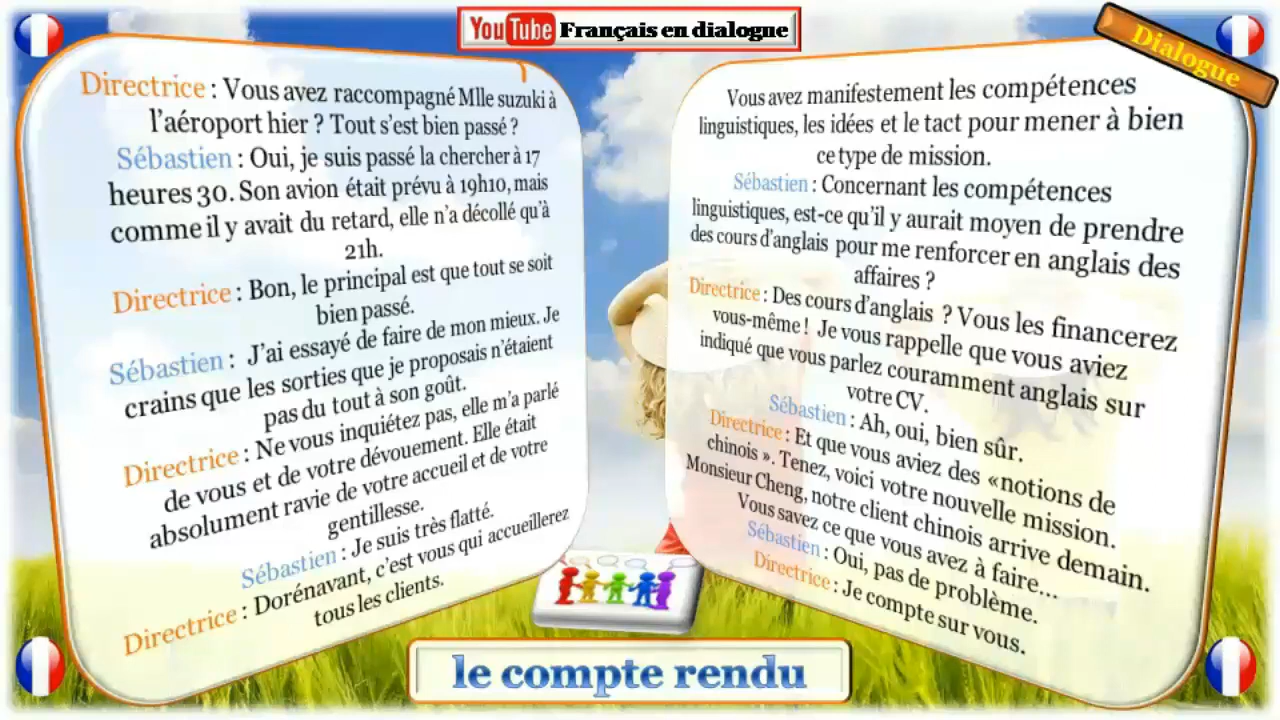 YouTube Français en dialogue
Dialogue
Directrice : Vous avez raccompagné Mlle suzuki à
l'aéroport hier ? Tout s'est bien passé ?
Sébastien : Oui, je suis passé la chercher à 17
heures 30. Son avion était prévu à 19h10, mais
comme il y avait du retard, elle n'a décollé qu'à
21h.
Directrice : Bon, le principal est que tout se soit
bien passé.
Sébastien : J'ai essayé de faire de mon mieux. Je
crains que les sorties que je proposais n'étaient
pas du tout à son goût.
Directrice : Ne vous inquiétez pas, elle m'a parlé
de vous et de votre dévouement. Elle était
absolument ravie de votre accueil et de votre
gentillesse.
Sébastien : Je suis très flatté.
Directrice : Dorénavant, c'est vous qui accueillerez
tous les clients.
Vous avez manifestement les compétences
linguistiques, les idées et le tact pour mener à bien
ce type de mission.
Sébastien : Concernant les compétences
linguistiques, est-ce qu'il y aurait moyen de prendre
des cours d'anglais pour me renforcer en anglais des
affaires ?
Directrice : Des cours d'anglais ? Vous les financerez
vous-même ! Je vous rappelle que vous aviez
indiqué que vous parlez couramment anglais sur
votre CV.
Sébastien : Ah, oui, bien sûr.
Directrice : Et que vous aviez des «notions de
chinois ». Tenez, voici votre nouvelle mission.
Monsieur Cheng, notre client chinois arrive demain.
Vous savez ce que vous avez à faire...
Sébastien : Oui, pas de problème.
Directrice : Je compte sur vous.
le compte rendu